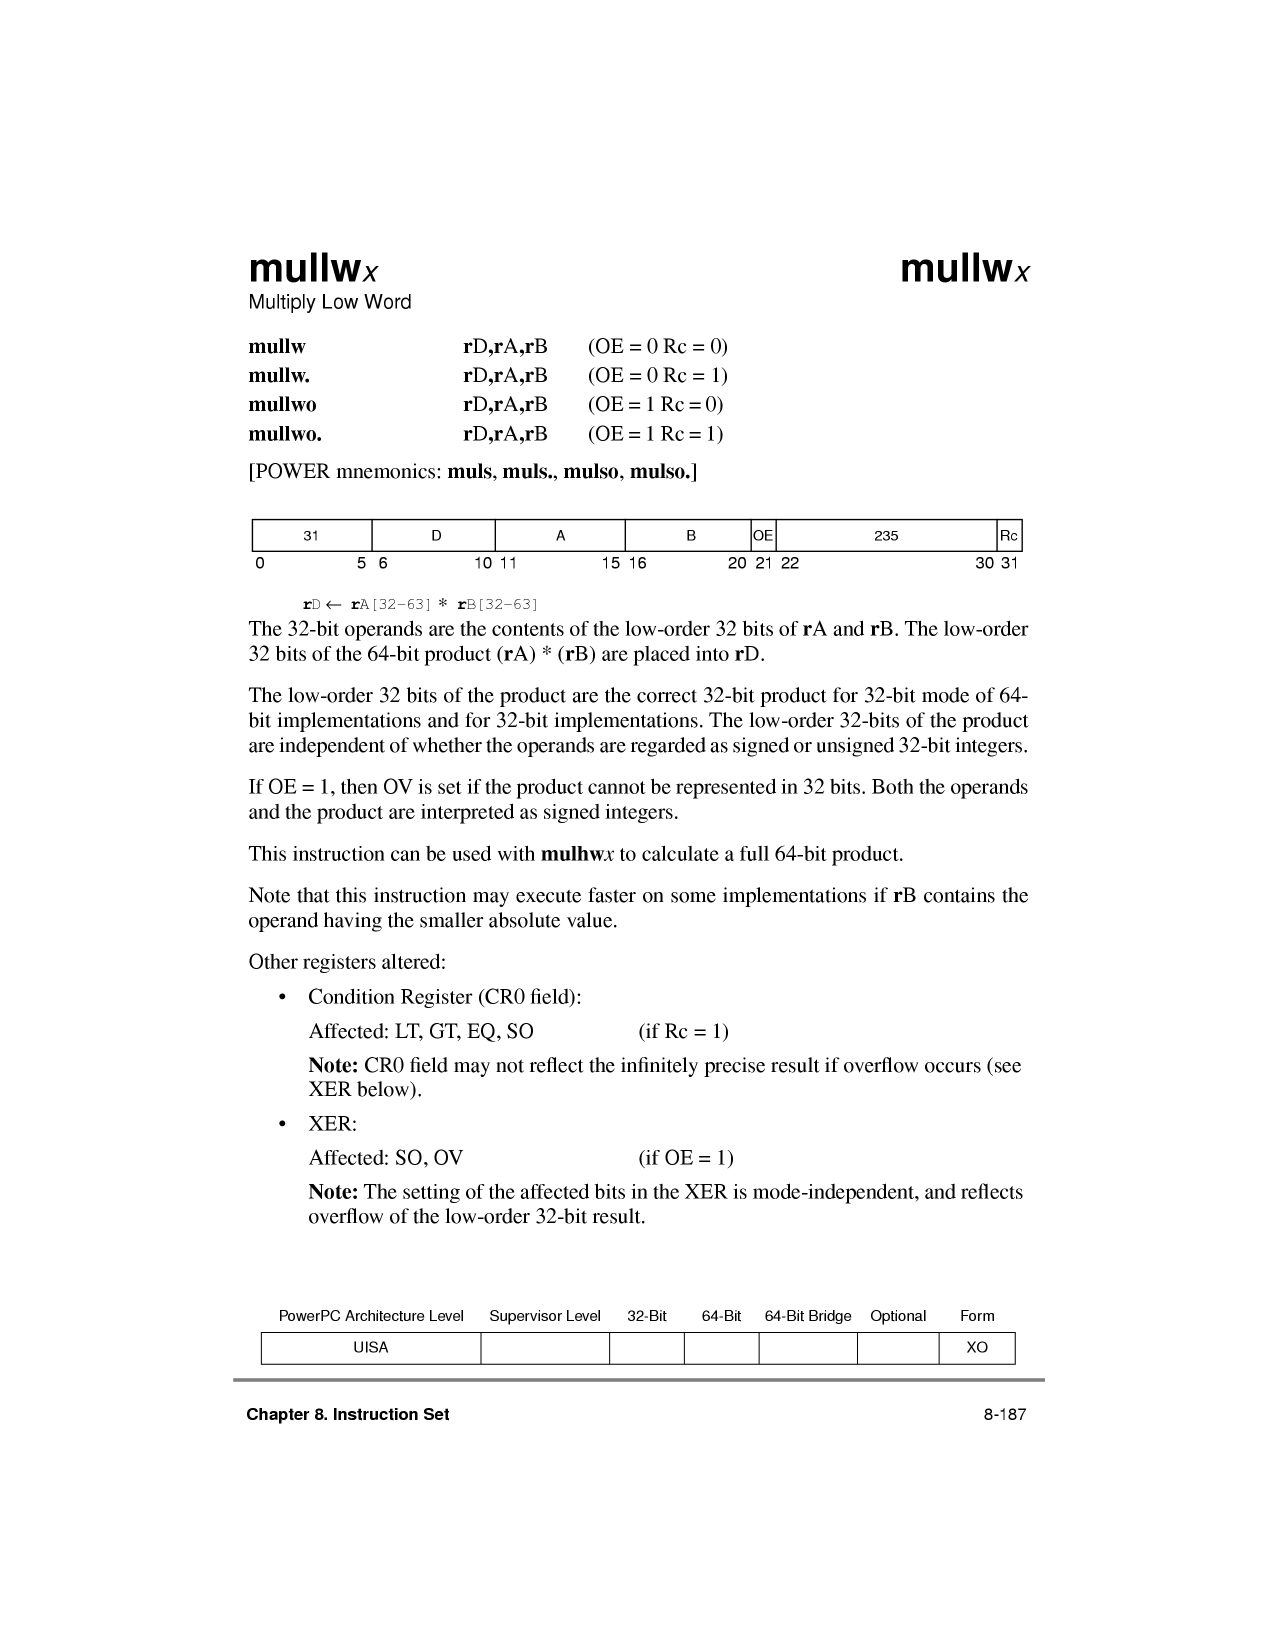 mullwx mullwx
Multiply Low Word
mullw rD,rA,rB (OE = 0 Rc = 0)
mullw. rD,rA,rB (OE = 0 Rc = 1)
mullwo rD,rA,rB (OE = 1 Rc = 0)
mullwo. rD,rA,rB (OE = 1 Rc = 1)
[POWER mnemonics: muls, muls., mulso, mulso.]
31 D A B OE 235 Rc
0 5 6 10 11 15 16 20 21 22 30 31
rD ← rA[32–63] * rB[32–63]
The 32-bit operands are the contents of the low-order 32 bits of rA and rB. The low-order
32 bits of the 64-bit product (rA) * (rB) are placed into rD.
The low-order 32 bits of the product are the correct 32-bit product for 32-bit mode of 64-
bit implementations and for 32-bit implementations. The low-order 32-bits of the product
are independent of whether the operands are regarded as signed or unsigned 32-bit integers.
If OE = 1, then OV is set if the product cannot be represented in 32 bits. Both the operands
and the product are interpreted as signed integers.
This instruction can be used with mulhwx to calculate a full 64-bit product.
Note that this instruction may execute faster on some implementations if rB contains the
operand having the smaller absolute value.
Other registers altered:
• Condition Register (CR0 field):
Affected: LT, GT, EQ, SO (if Rc = 1)
Note: CR0 field may not reflect the infinitely precise result if overflow occurs (see
XER below).
• XER:
Affected: SO, OV (if OE = 1)
Note: The setting of the affected bits in the XER is mode-independent, and reflects
overflow of the low-order 32-bit result.
PowerPC Architecture Level Supervisor Level 32-Bit 64-Bit 64-Bit Bridge Optional Form
UISA XO
Chapter 8. Instruction Set 8-187